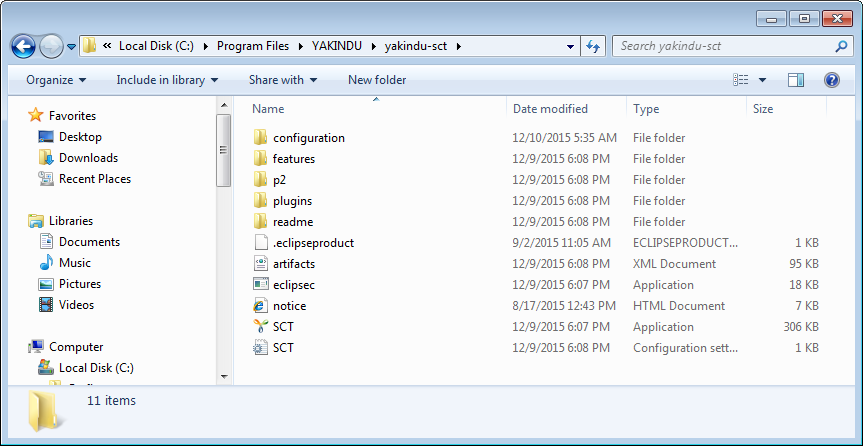 « Local Disk (C:) Program Files YAKINDU yakindu-sct Search yakindu-sct
Organize Include in library Share with New folder
Favorites
Desktop
Downloads
Recent Places
Libraries
Documents
Music
Pictures
Videos
Computer
Local Disk (C:)
Name Date modified Type Size
configuration 12/10/2015 5:35 AM File folder
features 12/9/2015 6:08 PM File folder
p2 12/9/2015 6:08 PM File folder
plugins 12/9/2015 6:08 PM File folder
readme 12/9/2015 6:08 PM File folder
.eclipseproduct 9/2/2015 11:05 AM ECLIPSEPRODUCT... 1 KB
artifacts 12/9/2015 6:08 PM XML Document 95 KB
eclipsec 12/9/2015 6:07 PM Application 18 KB
notice 8/17/2015 12:43 PM HTML Document 7 KB
SCT 12/9/2015 6:07 PM Application 306 KB
SCT 12/9/2015 6:08 PM Configuration sett... 1 KB
11 items